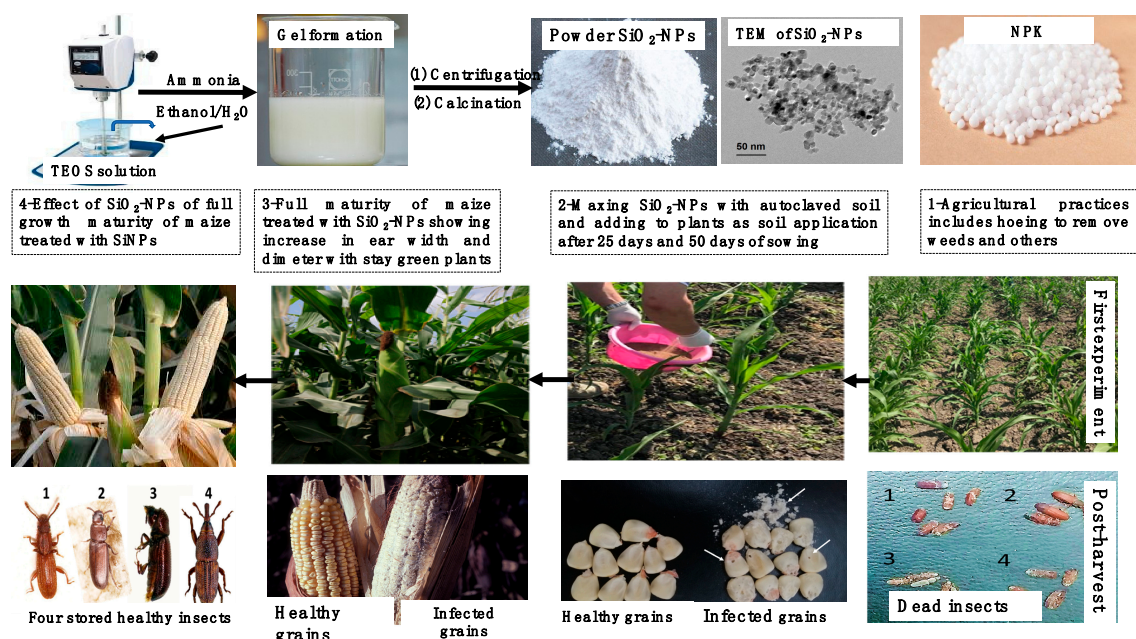 Gel formation
Powder SiO2-NPs
TEM of SiO2-NPs
NPK
Ammonia
Ethanol/H2O
(1) Centrifugation
(2) Calcination
50 nm
TEOS solution
4-Effect of SiO2-NPs of full
growth maturity of maize
treated with SiNPs
3-Full maturity of maize
treated with SiO2-NPs showing
increase in ear width and
dimeter with stay green plants
2-Maxing SiO2-NPs with autoclaved soil
and adding to plants as soil application
after 25 days and 50 days of sowing
1-Agricultural practices
includes hoeing to remove
weeds and others
First experiment
1 2 3 4
Four stored healthy insects
Healthy
grains
Infected
grains
Healthy grains
Infected grains
1 2
3 4
Dead insects
Post-harvest